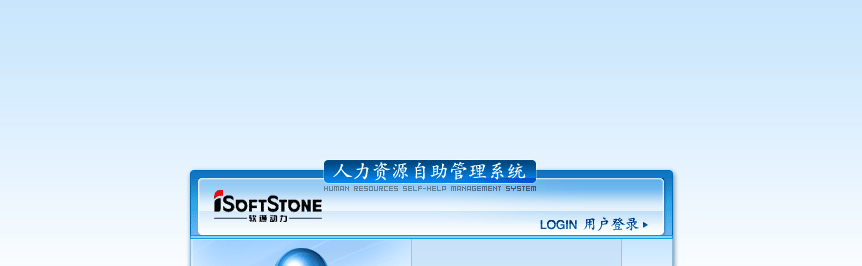 人力资源自助管理系统
HUMAN RESOURCES SELF-HELP MANAGEMENT SYSTEM
iSOFTSTONE
软通动力
LOGIN 用户登录